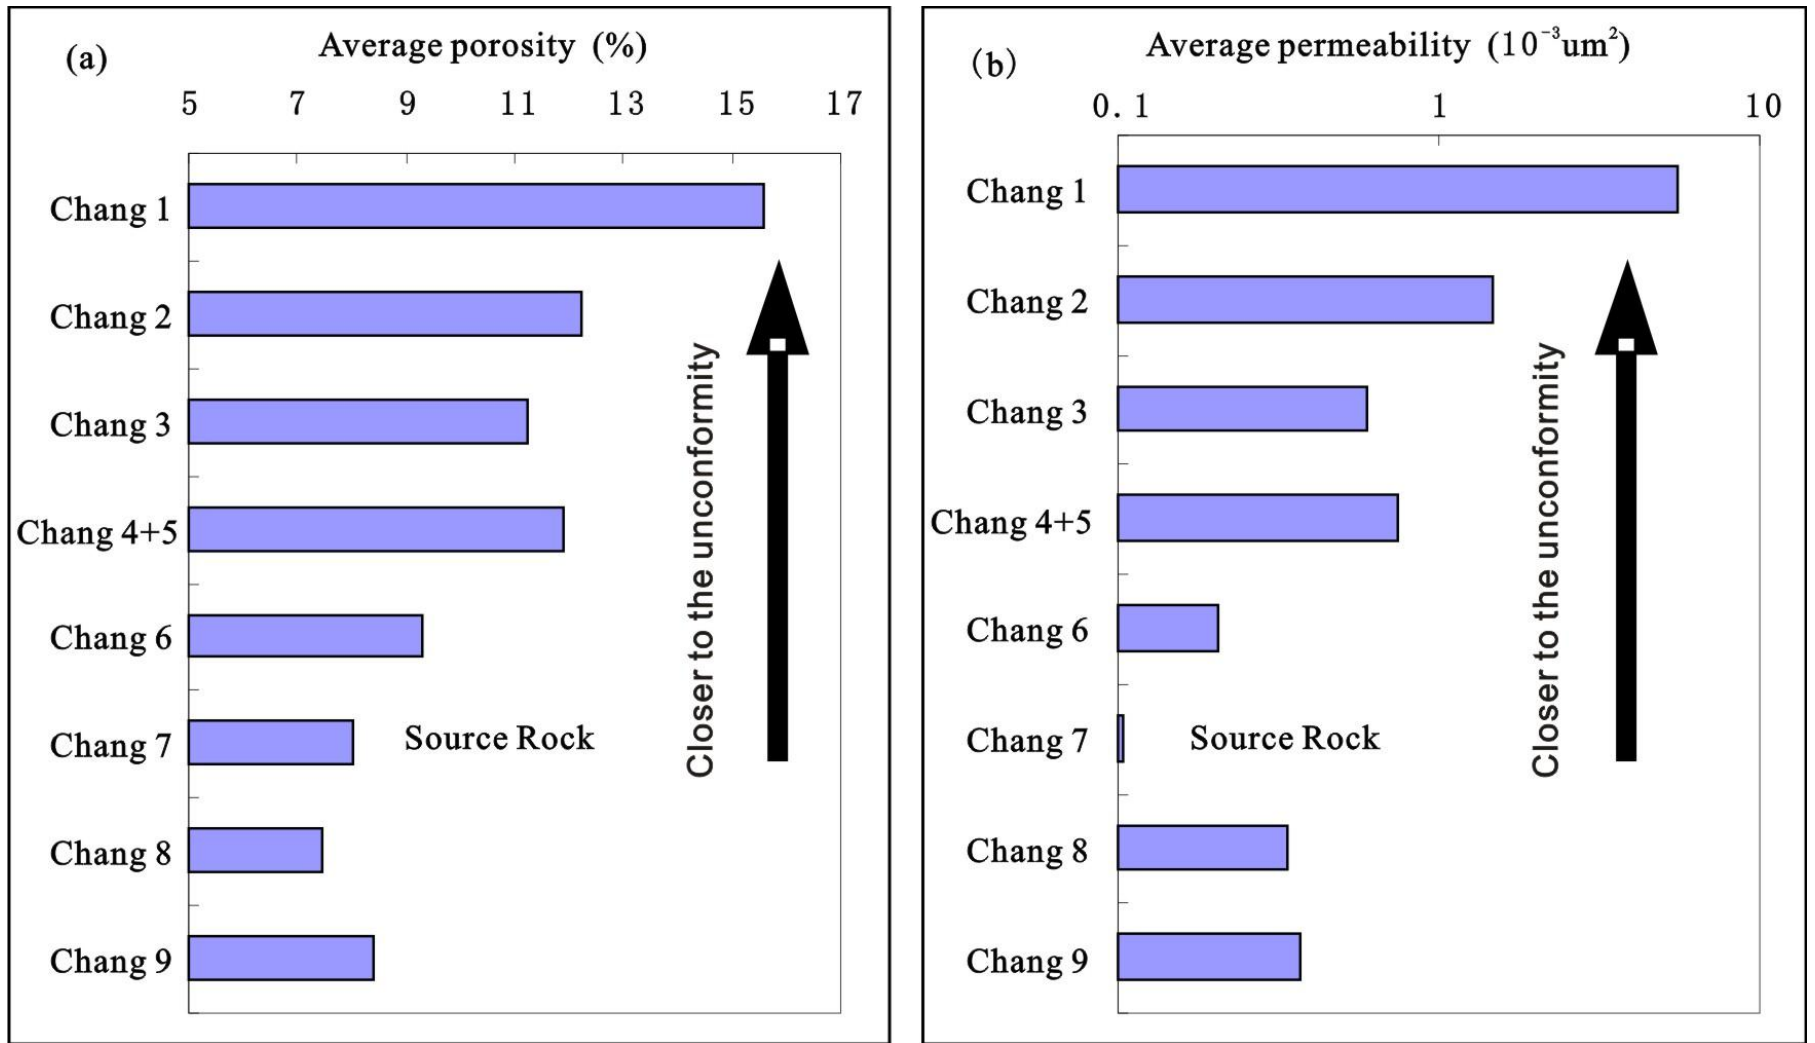 (a)
Average porosity (%)
5 7 9 11 13 15 17
Chang 1
Chang 2
Chang 3
Chang 4+5
Chang 6
Chang 7
Chang 8
Chang 9
Source Rock
Closer to the unconformity
(b)
Average permeability (10⁻³um²)
0.1 1 10
Chang 1
Chang 2
Chang 3
Chang 4+5
Chang 6
Chang 7
Chang 8
Chang 9
Source Rock
Closer to the unconformity